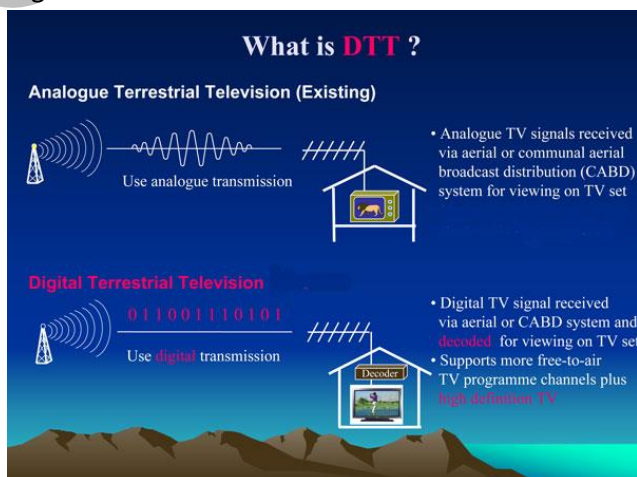 What is DTT ?
Analogue Terrestrial Television (Existing)
Use analogue transmission
• Analogue TV signals received
via aerial or communal aerial
broadcast distribution (CABD)
system for viewing on TV set
Digital Terrestrial Television
0 1 1 0 0 1 1 1 0 1 0 1
Use digital transmission
Decoder
• Digital TV signal received
via aerial or CABD system and
decoded for viewing on TV set
• Supports more free-to-air
TV programme channels plus
high definition TV